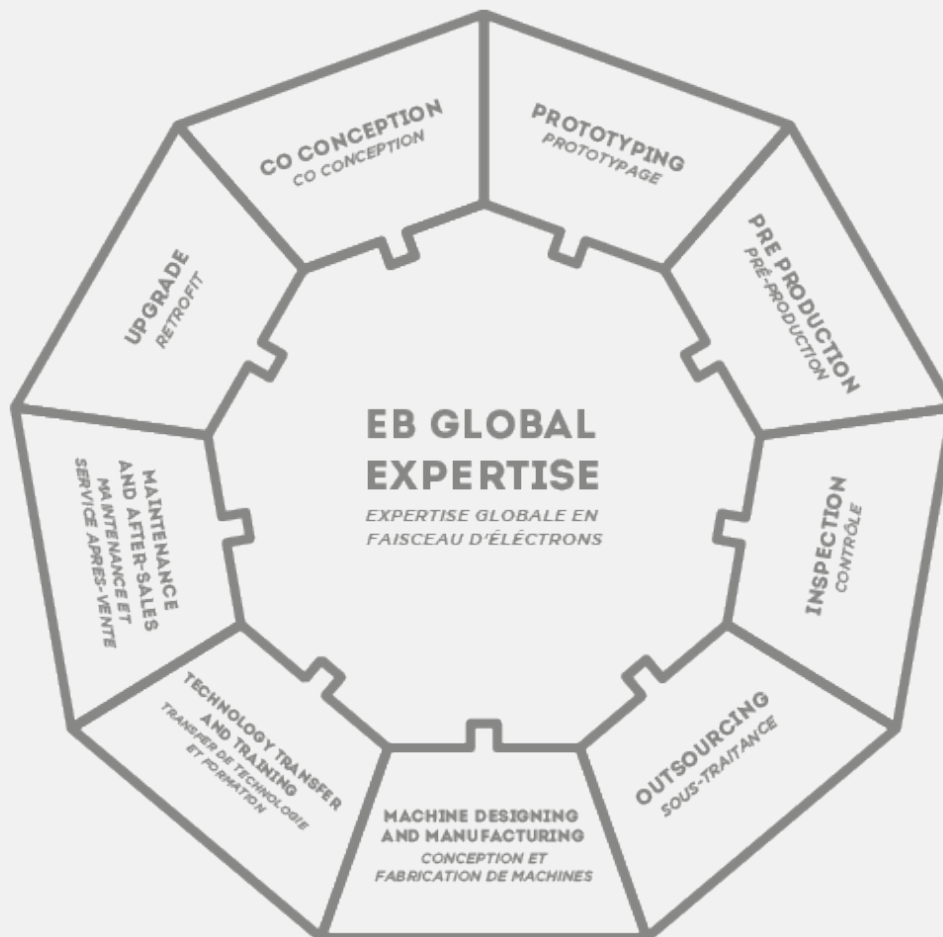 CO CONCEPTION
CO CONCEPTION
PROTOTYPING
PROTOTYPAGE
PRE PRODUCTION
PRÉ-PRODUCTION
INSPECTION
CONTRÔLE
OUTSOURCING
SOUS-TRAITANCE
MACHINE DESIGNING
AND MANUFACTURING
CONCEPTION ET
FABRICATION DE MACHINES
TECHNOLOGY TRANSFER
AND TRAINING
TRANSFER DE TECHNOLOGIE
ET FORMATION
MAINTENANCE
AND AFTER-SALES
MAINTENANCE ET
SERVICE APRES-VENTE
UPGRADE
RETROFIT
EB GLOBAL
EXPERTISE
EXPERTISE GLOBALE EN
FAISCEAU D'ÉLÉCTRONS